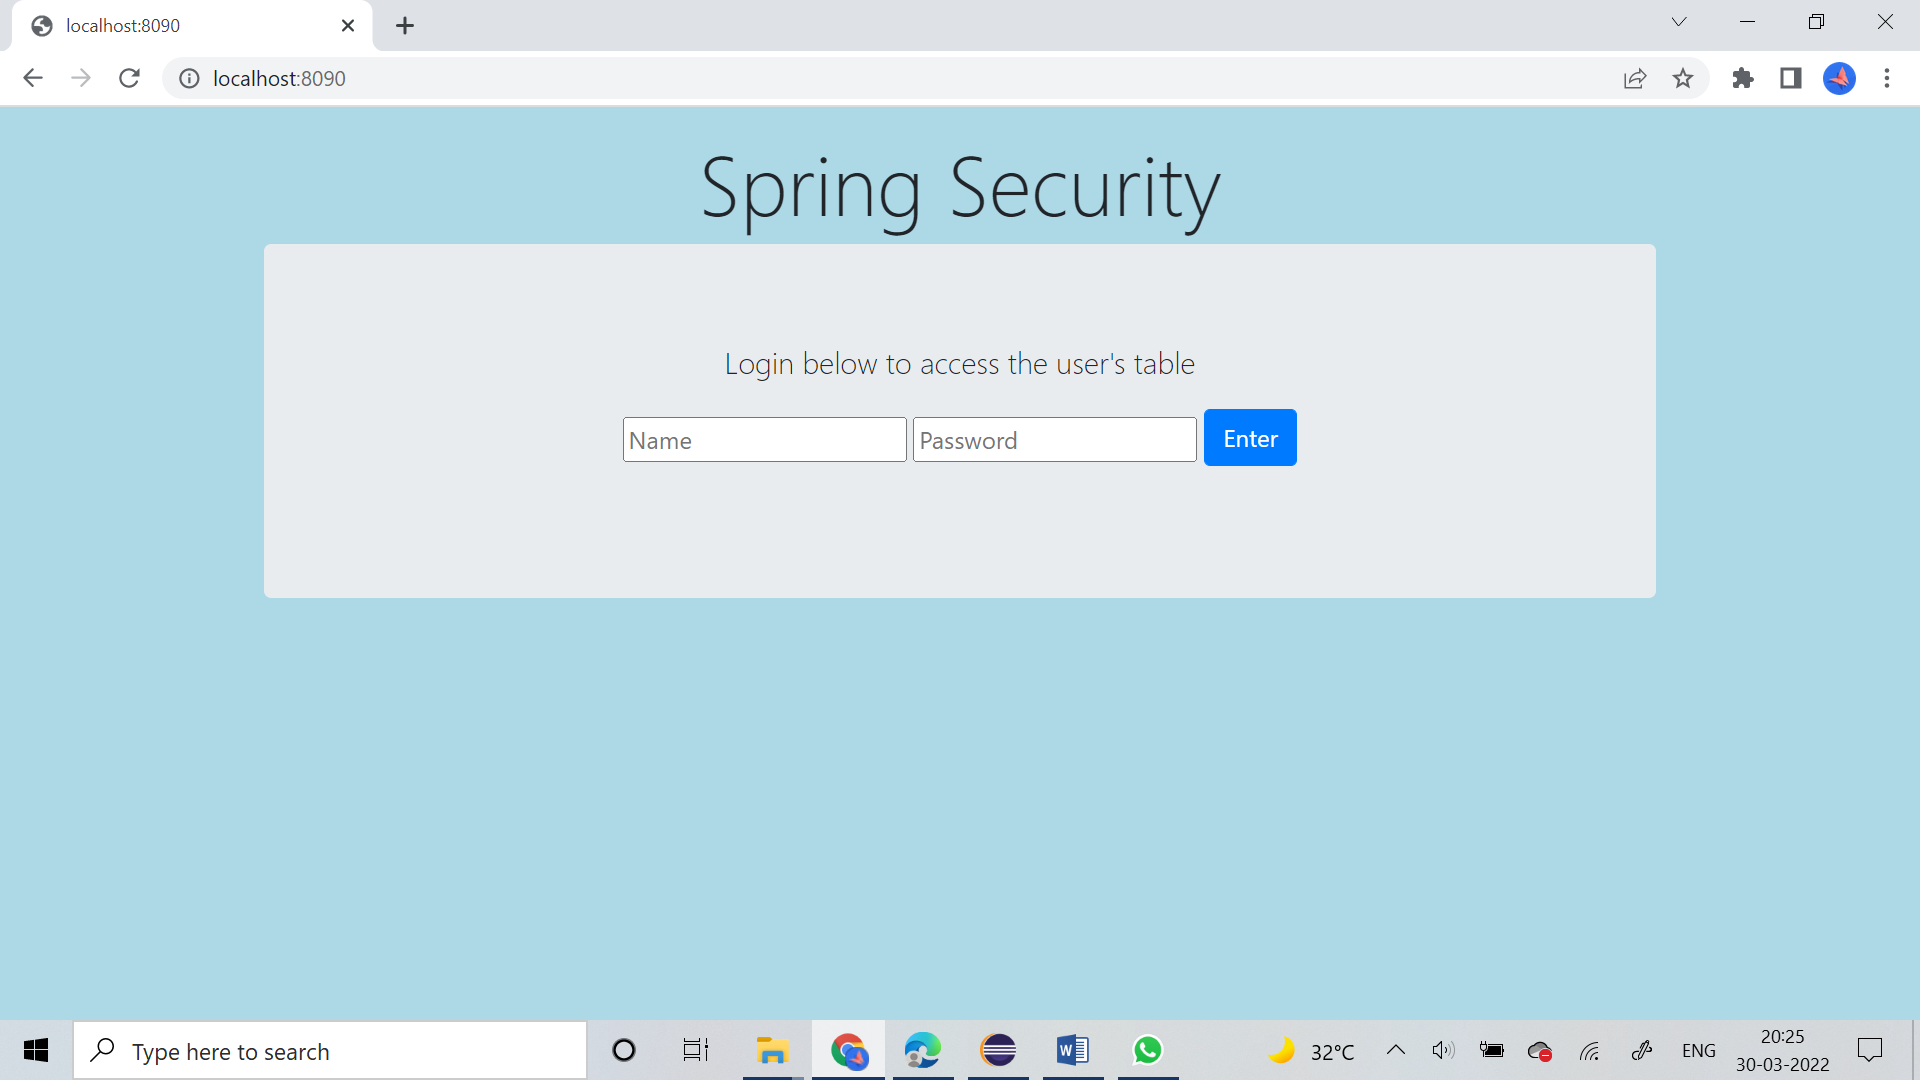 localhost:8090
localhost:8090
Spring Security
Login below to access the user's table
Name Password Enter
Type here to search
W
32°C
ENG
20:25
30-03-2022